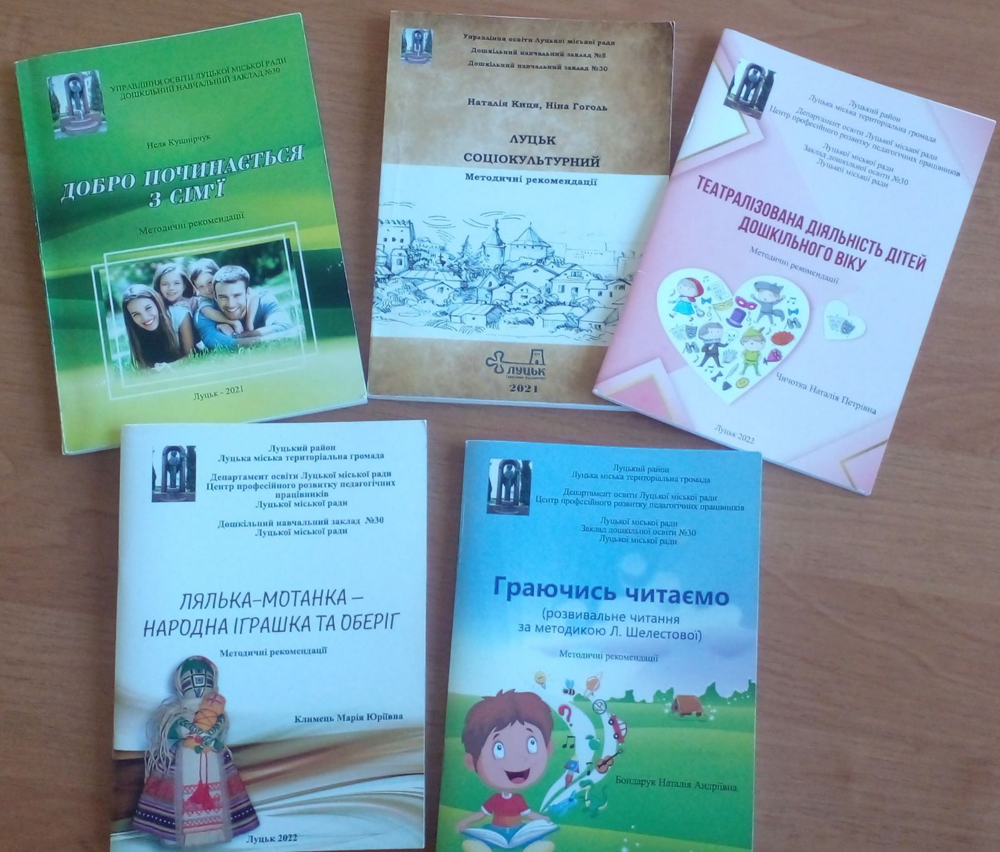 УПРАВЛІННЯ ОСВІТИ ЛУЦЬКОЇ МІСЬКОЇ РАДИ
ДОШКІЛЬНИЙ НАВЧАЛЬНИЙ ЗАКЛАД №30
Неля Кушнірчук
ДОБРО ПОЧИНАЄТЬСЯ
З СІМ'Ї
Методичні рекомендації
Луцьк - 2021
Управління освіти Луцької міської ради
Дошкільний навчальний заклад №5
Дошкільний навчальний заклад №30
Наталія Киця, Ніна Гоголь
ЛУЦЬК
СОЦІОКУЛЬТУРНИЙ
Методичні рекомендації
ЛУЦЬК
2021
Луцький район
Луцька міська територіальна громада
Департамент освіти Луцької міської ради
Центр професійного розвитку педагогічних працівників
Луцької міської ради
Заклад дошкільної освіти №30
Луцької міської ради
ТЕАТРАЛІЗОВАНА ДІЯЛЬНІСТЬ ДІТЕЙ
ДОШКІЛЬНОГО ВІКУ
Методичні рекомендації
Чичотка Наталія Петрівна
Луцьк 2022
Луцький район
Луцька міська територіальна громада
Департамент освіти Луцької міської ради
Центр професійного розвитку педагогічних
працівників
Луцької міської ради
Дошкільний навчальний заклад №30
Луцької міської ради
ЛЯЛЬКА-МОТАНКА –
НАРОДНА ІГРАШКА ТА ОБЕРІГ
Методичні рекомендації
Климець Марія Юріївна
Луцьк 2022
Луцький район
Луцька міська територіальна громада
Департамент освіти Луцької міської ради
Центр професійного розвитку педагогічних працівників
Луцької міської ради
Заклад дошкільної освіти №30
Луцької міської ради
Граючись читаємо
(розвивальне читання
за методикою Л. Шелестової)
Методичні рекомендації
Бондарук Наталія Андріївна